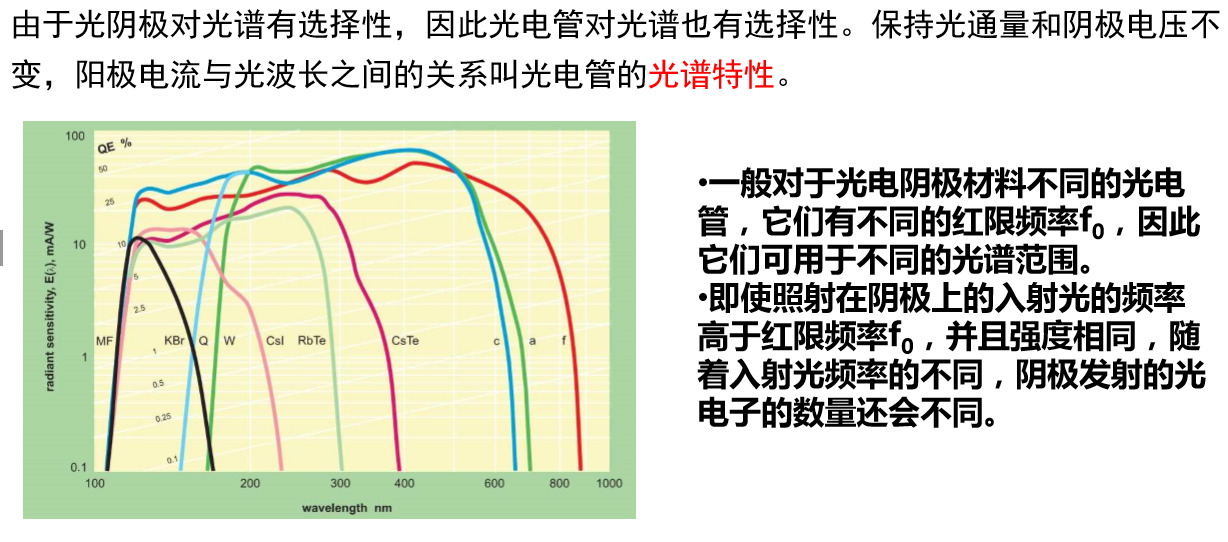 由于光阴极对光谱有选择性，因此光电管对光谱也有选择性。保持光通量和阴极电压不
变，阳极电流与光波长之间的关系叫光电管的光谱特性。
100
QE %
50
25
10
10
5
2.5
MF
KBr
Q
W
CsI
RbTe
CsTe
c
a
f
1
1
0.5
0.25
0.1
0.1
radiant sensitivity, E(λ), mA/W
100
200
300
400
600
800
1000
wavelength nm
•一般对于光电阴极材料不同的光电
管，它们有不同的红限频率f₀，因此
它们可用于不同的光谱范围。
•即使照射在阴极上的入射光的频率
高于红限频率f₀，并且强度相同，随
着入射光频率的不同，阴极发射的光
电子的数量还会不同。